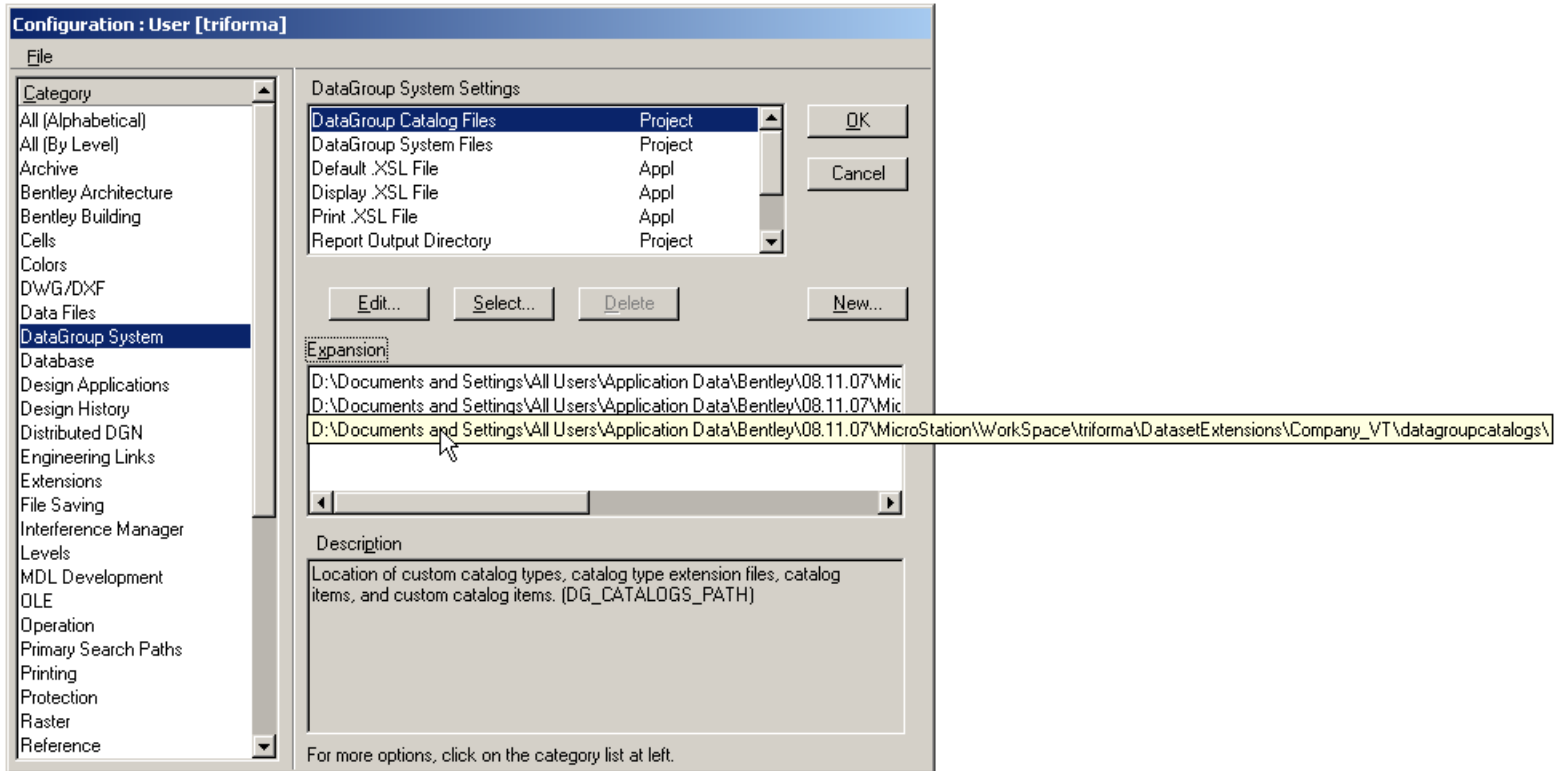 Configuration : User [triforma]
File
Category
All (Alphabetical)
All (By Level)
Archive
Bentley Architecture
Bentley Building
Cells
Colors
DWG/DXF
Data Files
DataGroup System
Database
Design Applications
Design History
Distributed DGN
Engineering Links
Extensions
File Saving
Interference Manager
Levels
MDL Development
OLE
Operation
Primary Search Paths
Printing
Protection
Raster
Reference
DataGroup System Settings
DataGroup Catalog Files Project
DataGroup System Files Project
Default .XSL File Appl
Display .XSL File Appl
Print .XSL File Appl
Report Output Directory Project
OK
Cancel
Edit... Select... Delete New...
Expansion
D:\Documents and Settings\All Users\Application Data\Bentley\08.11.07\Mic
D:\Documents and Settings\All Users\Application Data\Bentley\08.11.07\Mic
D:\Documents and Settings\All Users\Application Data\Bentley\08.11.07\MicroStation\WorkSpace\triforma\DatasetExtensions\Company_VT\datagroupcatalogs\
Description
Location of custom catalog types, catalog type extension files, catalog
items, and custom catalog items. (DG_CATALOGS_PATH)
For more options, click on the category list at left.